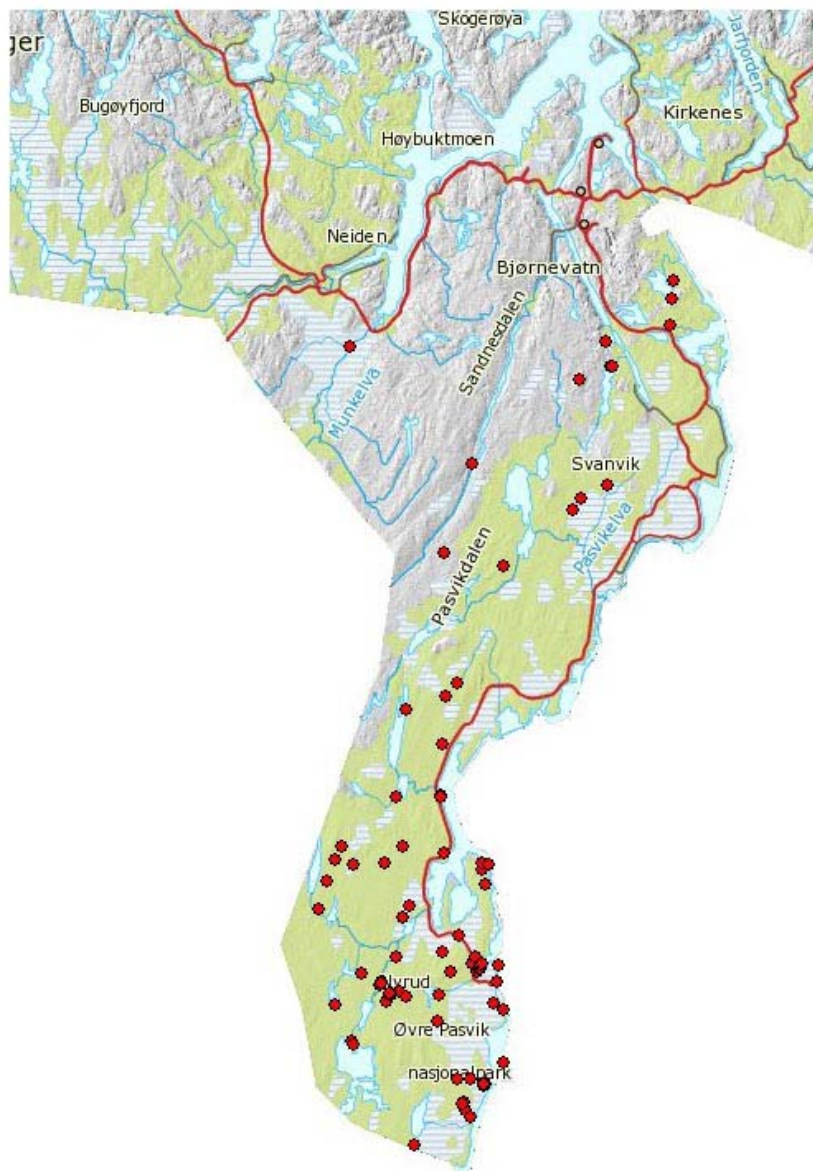 Skogerøya
ger
Jarfjorden
Bugøyfjord
Kirkenes
Høybuktmoen
Neiden
Bjørnevatn
Sandnesdalen
Munkelva
Svanvik
Pasvikelva
Pasvikdalen
Øvre Pasvik
nasjonalpark